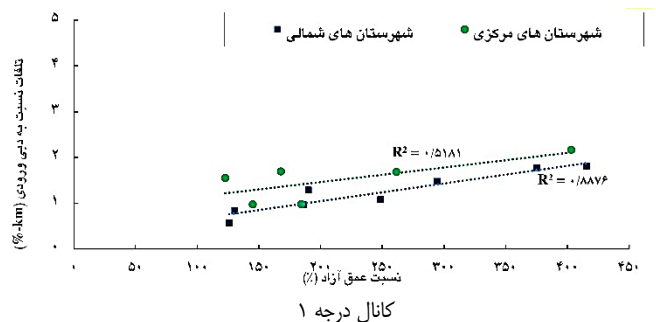 شهرستان های شمالی شهرستان های مرکزی
تلفات نسبت به دبی ورودی (%-km)
۵
۴
۳
۲
۱
۰
R² = ۰/۵۱۸۱
R² = ۰/۸۸۷۶
۰ ۵۰ ۱۰۰ ۱۵۰ ۲۰۰ ۲۵۰ ۳۰۰ ۳۵۰ ۴۰۰ ۴۵۰
نسبت عمق آزاد (٪)
کانال درجه ۱